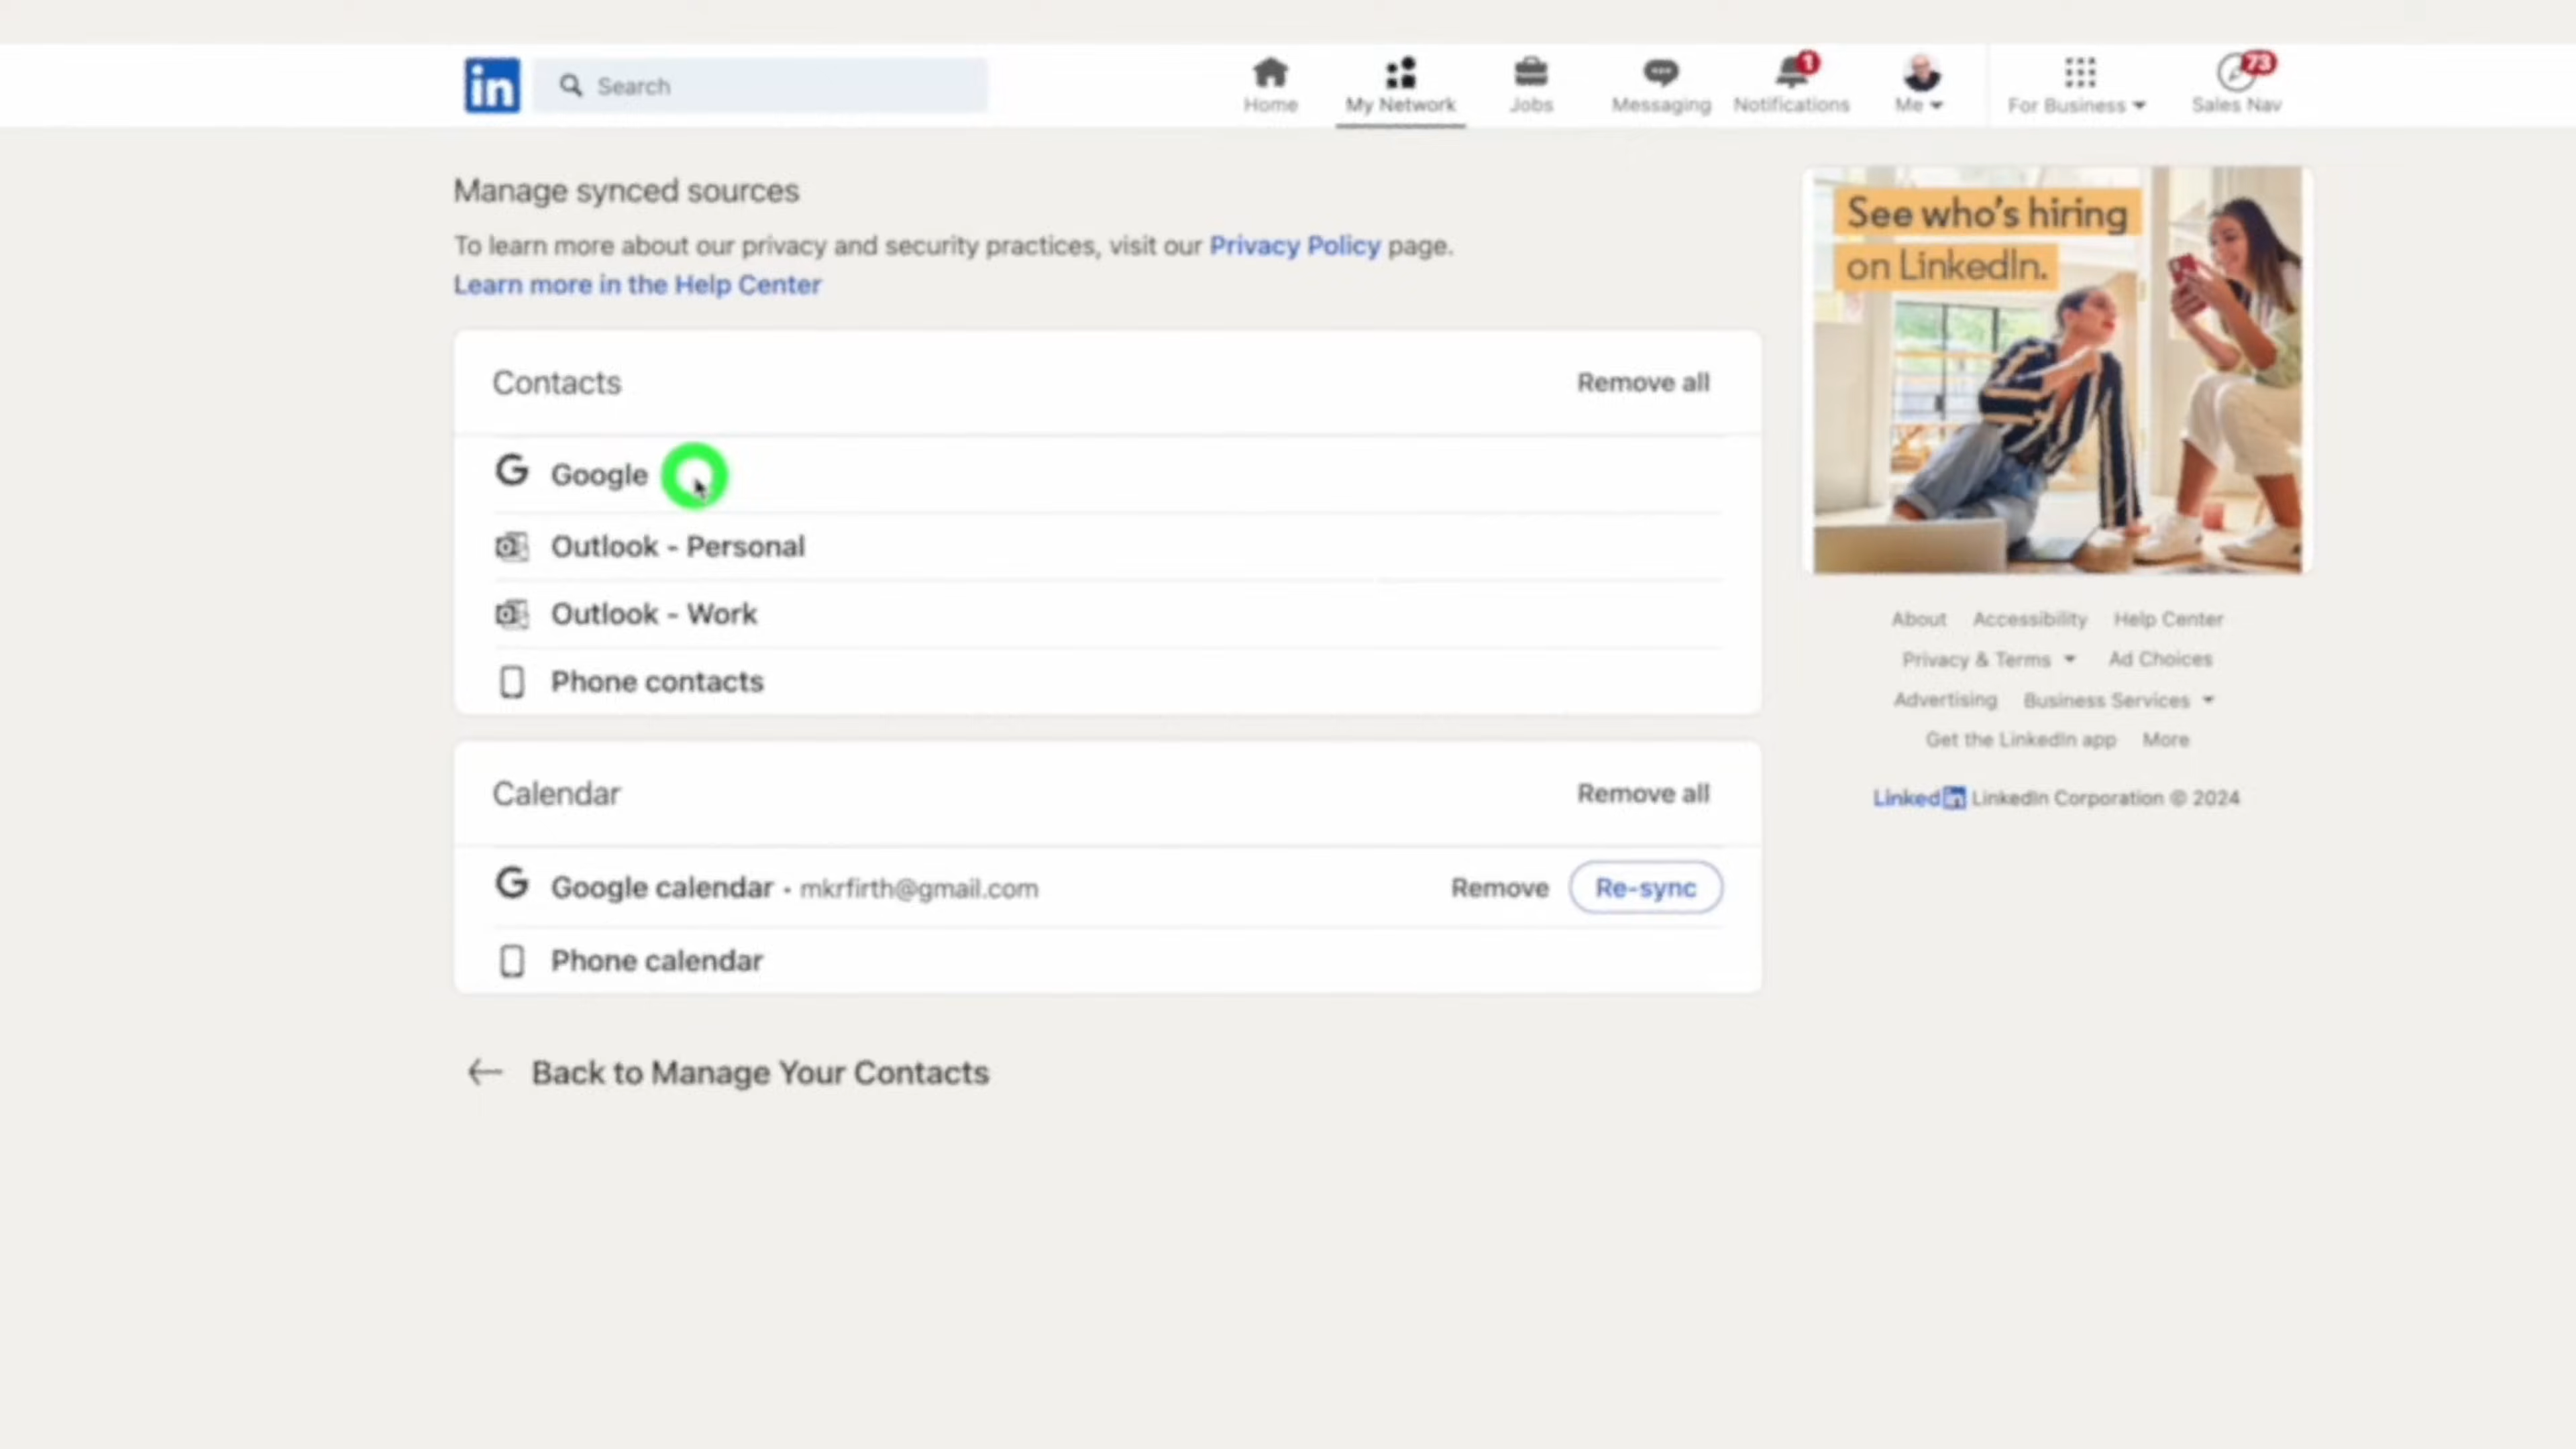 in
Search
Home
My Network
Jobs
Messaging
1
Notifications
Me
For Business
73
Sales Nav
Manage synced sources
To learn more about our privacy and security practices, visit our Privacy Policy page.
Learn more in the Help Center
Contacts
Remove all
Google
Outlook - Personal
Outlook - Work
Phone contacts
Calendar
Remove all
Google calendar • mkrfirth@gmail.com
Remove
Re-sync
Phone calendar
Back to Manage Your Contacts
See who's hiring
on LinkedIn.
About Accessibility Help Center
Privacy & Terms Ad Choices
Advertising Business Services
Get the LinkedIn app More
LinkedIn LinkedIn Corporation © 2024